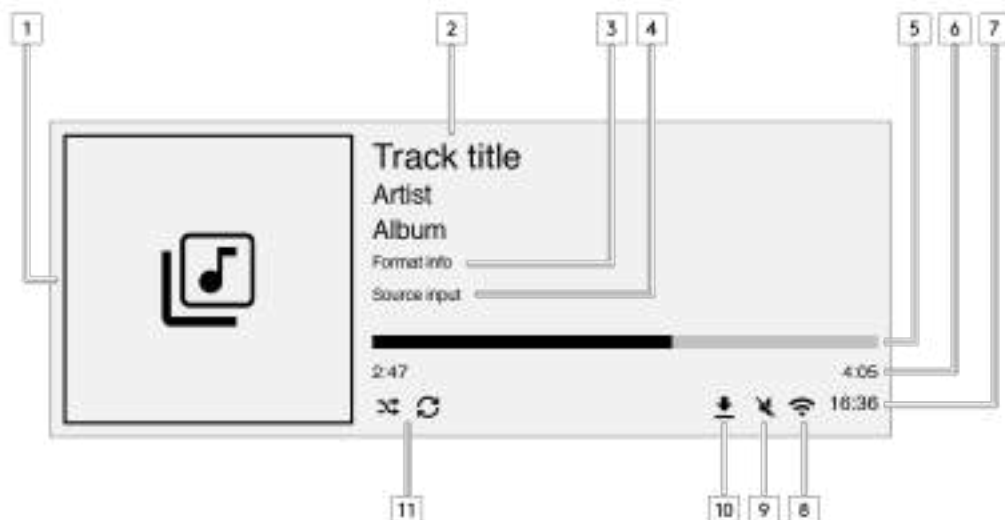 1 2 3 4 5 6 7
Track title
Artist
Album
Format info
Source input
2:47 4:05
16:36
11 10 9 8